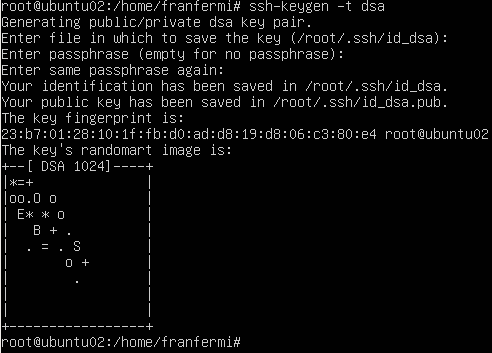 root@ubuntu02:/home/franfermi# ssh-keygen -t dsa
Generating public/private dsa key pair.
Enter file in which to save the key (/root/.ssh/id_dsa):
Enter passphrase (empty for no passphrase):
Enter same passphrase again:
Your identification has been saved in /root/.ssh/id_dsa.
Your public key has been saved in /root/.ssh/id_dsa.pub.
The key fingerprint is:
23:b7:01:28:10:1f:fb:d0:ad:d8:19:d8:06:c3:80:e4 root@ubuntu02
The key's randomart image is:
+--[ DSA 1024]----+
|*=+              |
|oo.O o           |
| E* * o          |
|   B + .         |
|  . = . S        |
|       o +       |
|        .        |
|                 |
|                 |
+-----------------+
root@ubuntu02:/home/franfermi#